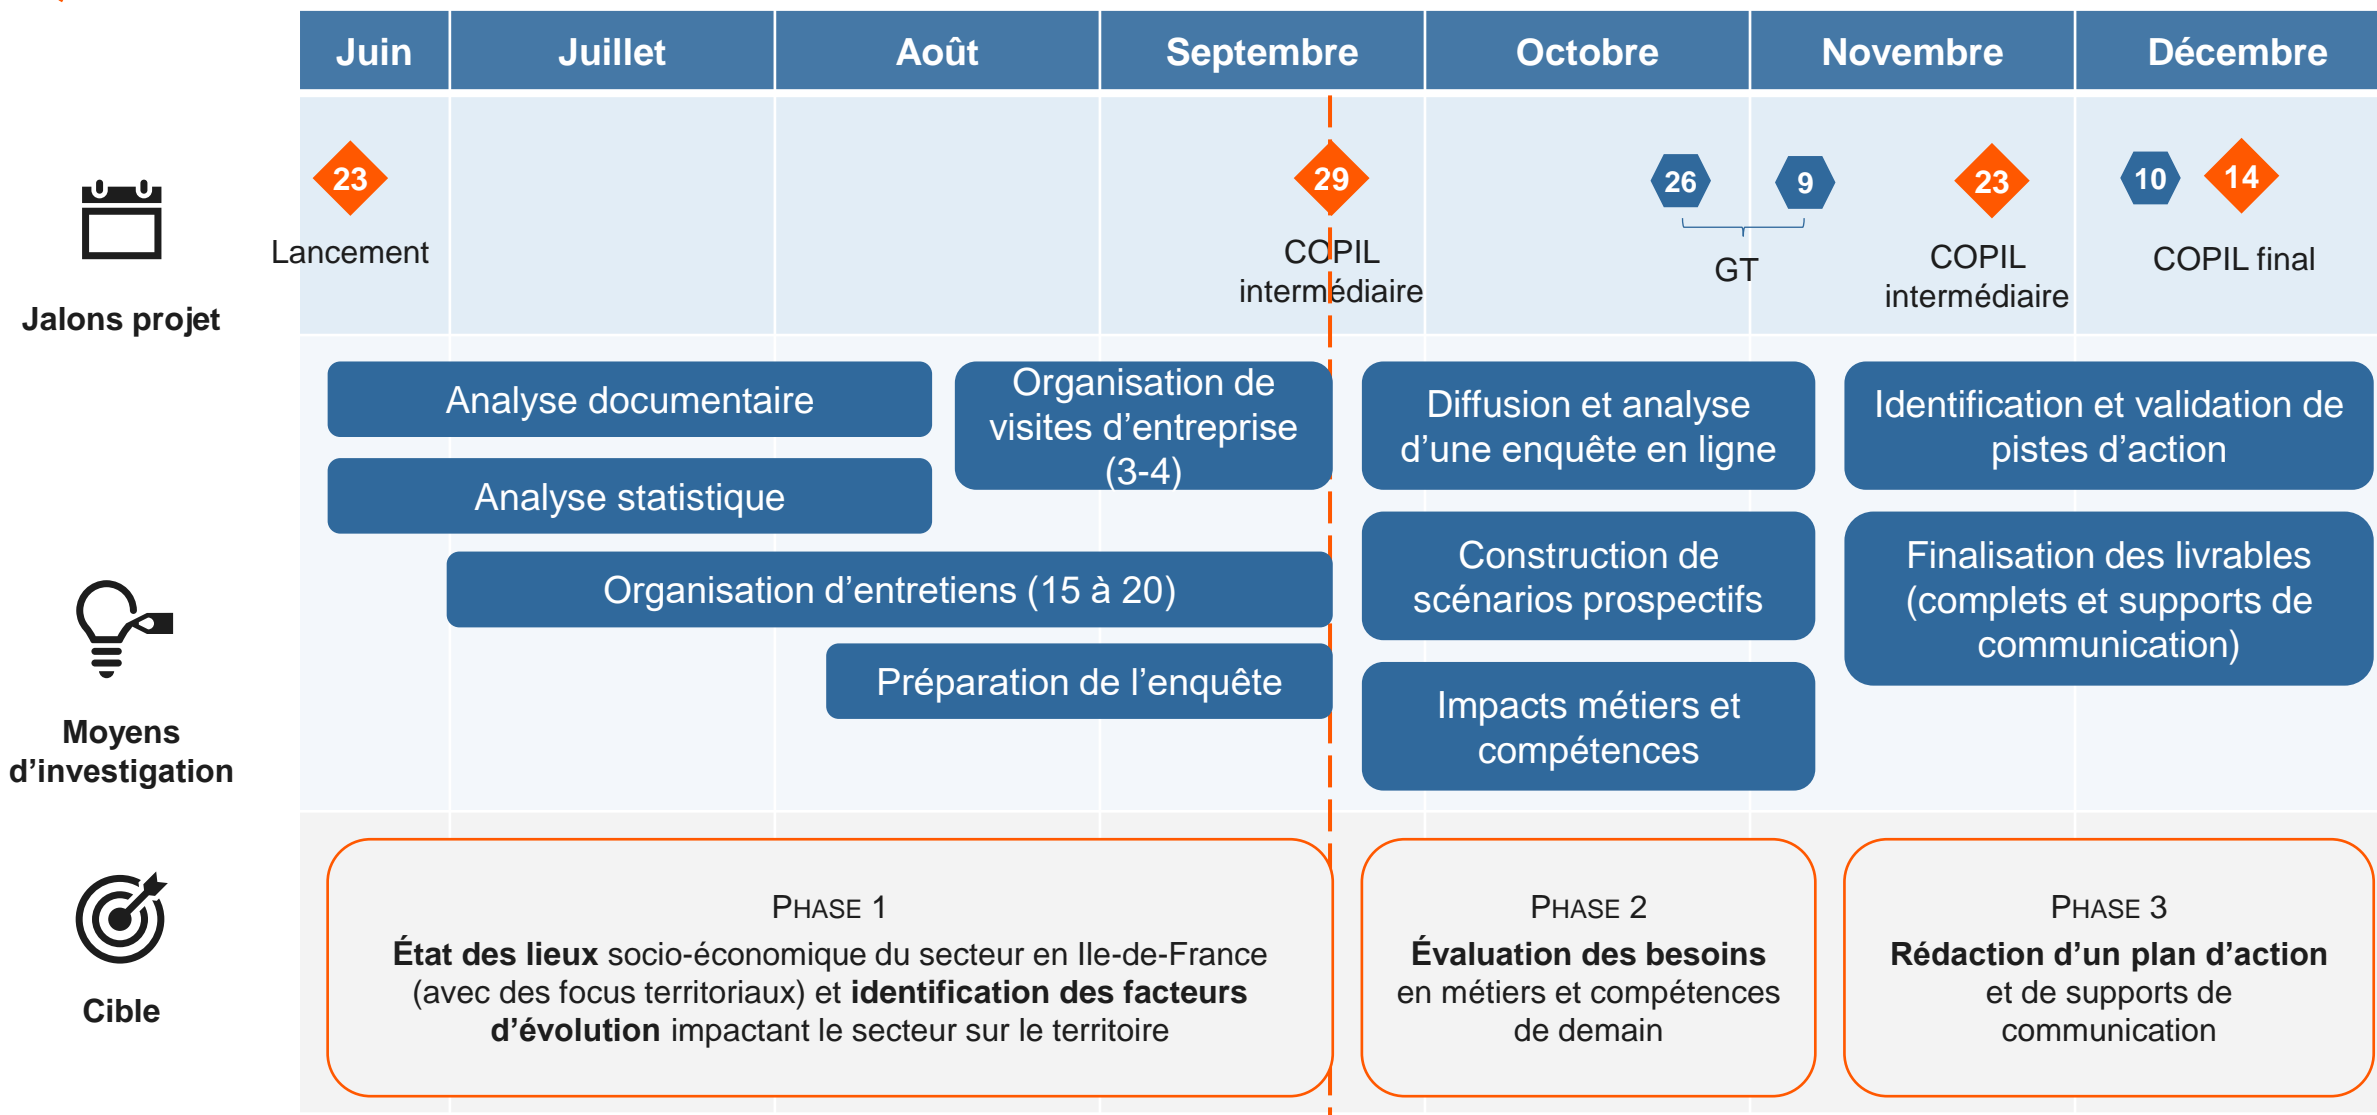 Juin
Juillet
Août
Septembre
Octobre
Novembre
Décembre
Jalons projet
23
Lancement
29
COPIL
intermédiaire
26
9
GT
23
COPIL
intermédiaire
10
14
COPIL final
Moyens
d’investigation
Analyse documentaire
Analyse statistique
Organisation de
visites d’entreprise
(3-4)
Organisation d’entretiens (15 à 20)
Préparation de l’enquête
Diffusion et analyse
d’une enquête en ligne
Construction de
scénarios prospectifs
Impacts métiers et
compétences
Identification et validation de
pistes d’action
Finalisation des livrables
(complets et supports de
communication)
Cible
PHASE 1
État des lieux socio-économique du secteur en Ile-de-France
(avec des focus territoriaux) et identification des facteurs
d’évolution impactant le secteur sur le territoire
PHASE 2
Évaluation des besoins
en métiers et compétences
de demain
PHASE 3
Rédaction d’un plan d’action
et de supports de
communication